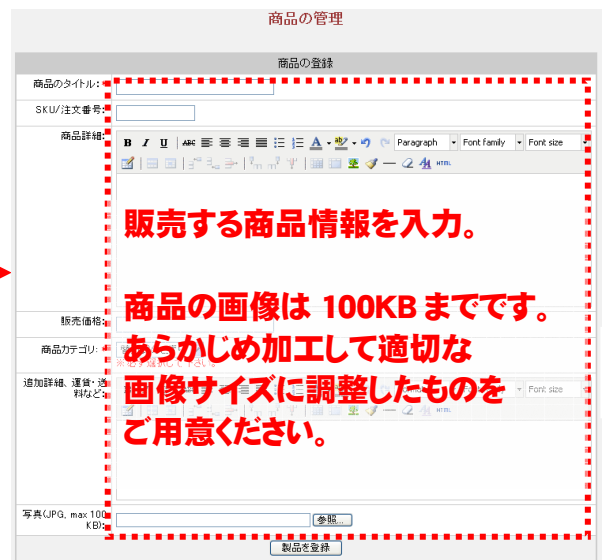 商品の管理
商品の登録
商品のタイトル:
SKU/注文番号:
商品詳細:
B I U ABC Paragraph Font family Font size
HTML
販売する商品情報を入力。
商品の画像は 100KB までです。
販売価格:
あらかじめ加工して適切な
商品カテゴリ:
画像サイズに調整したものを
追加詳細、運賃・送
料など:
Font size
HTML
ご用意ください。
写真(JPG, max 100
KB):
参照...
製品を登録